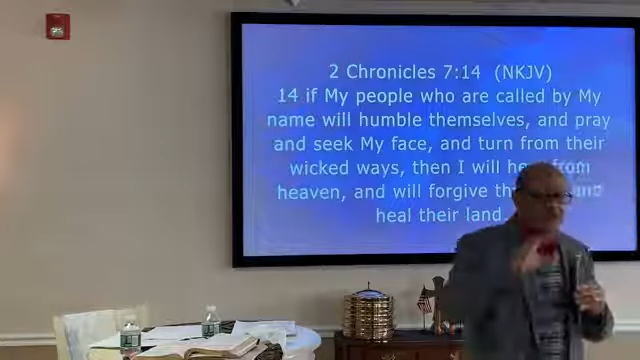 2 Chronicles 7:14 (NKJV)
14 if My people who are called by My
name will humble themselves, and pray
and seek My face, and turn from their
wicked ways, then I will from
heaven, and will forgive and
heal their land.